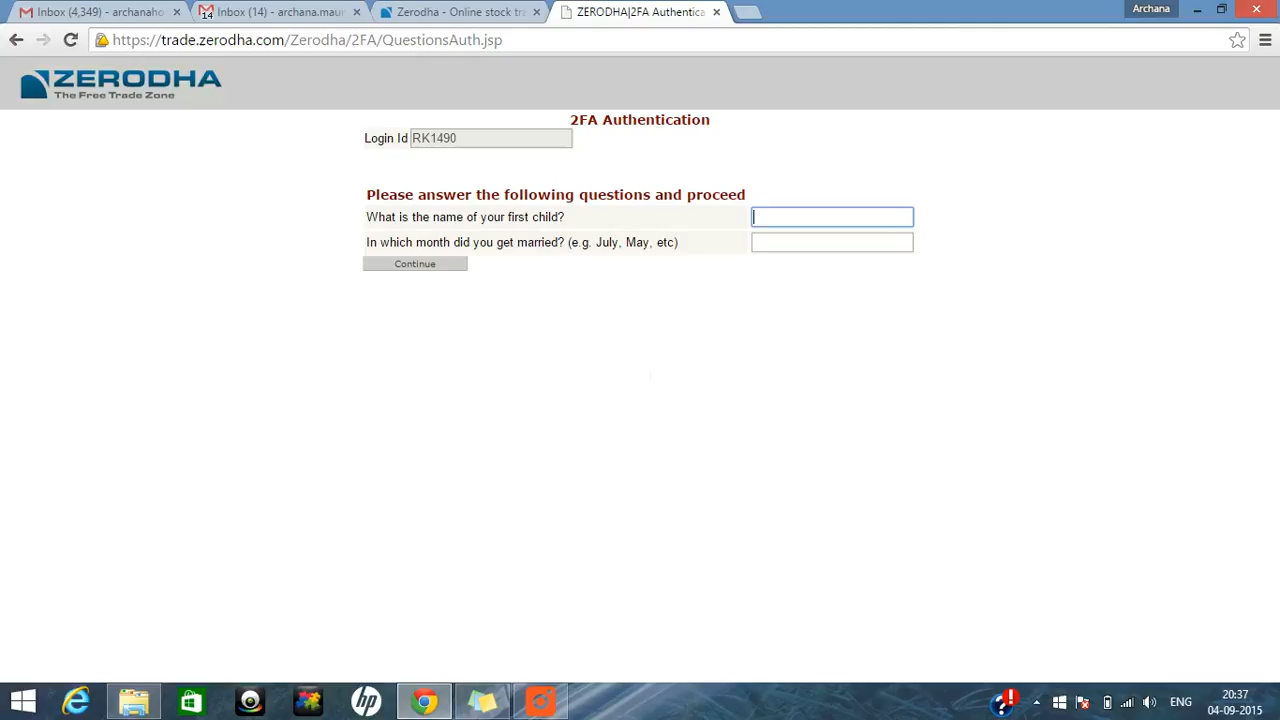 Inbox (4,349) - archanaho
14 Inbox (14) - archana.maur
Zerodha - Online stock tr
ZERODHA|2FA Authentica
Archana
https://trade.zerodha.com/Zerodha/2FA/QuestionsAuth.jsp
ZERODHA
The Free Trade Zone
2FA Authentication
Login Id RK1490
Please answer the following questions and proceed
What is the name of your first child?
In which month did you get married? (e.g. July, May, etc)
Continue
hp
ENG
20:37
04-09-2015